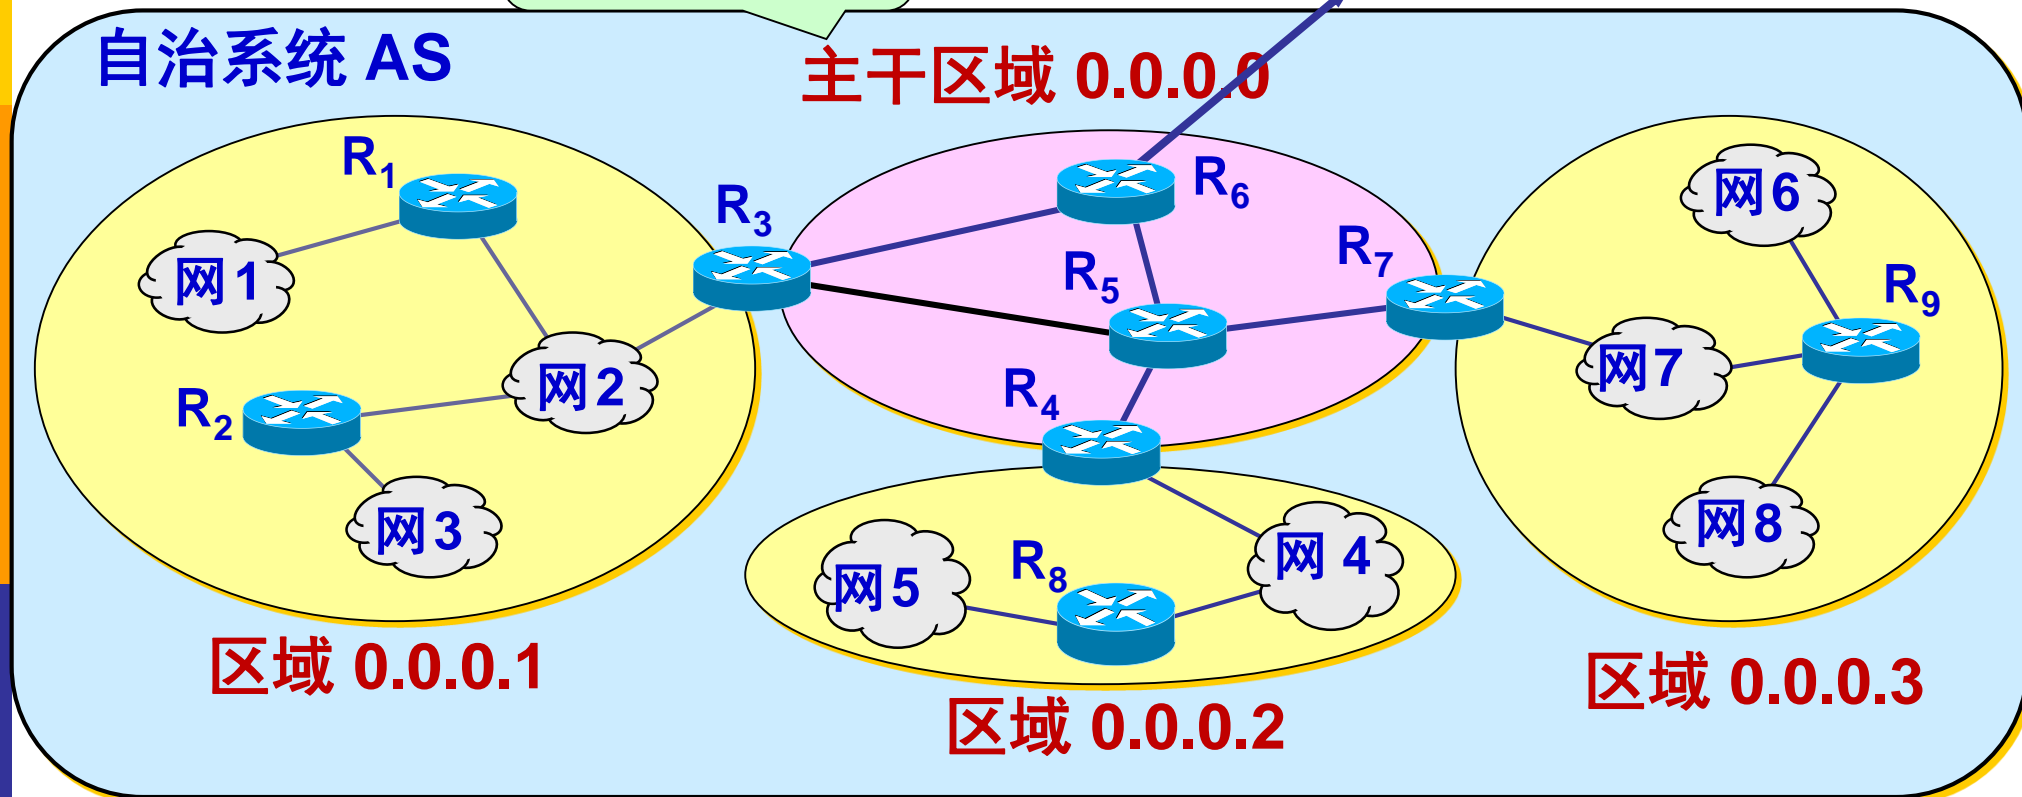 自治系统 AS
主干区域 0.0.0.0
R1
R3
R6
网6
网1
R5
R7
R9
R2
网2
R4
网7
网3
网5
R8
网 4
网8
区域 0.0.0.1
区域 0.0.0.2
区域 0.0.0.3